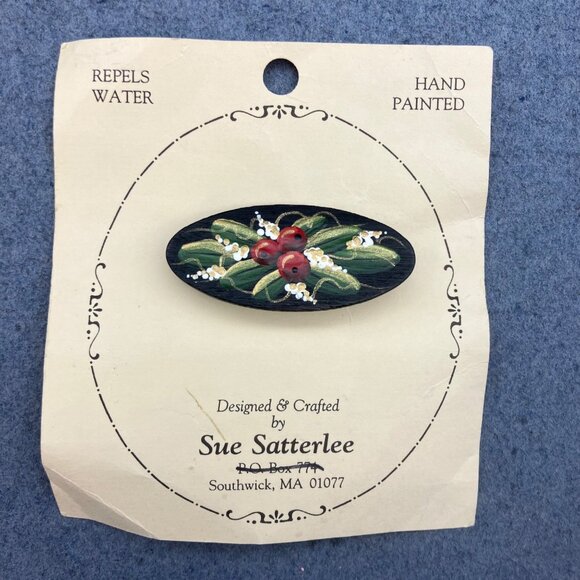 REPELS
WATER
HAND
PAINTED
Designed & Crafted
by
Sue Satterlee
P.O. Box 774
Southwick, MA 01077